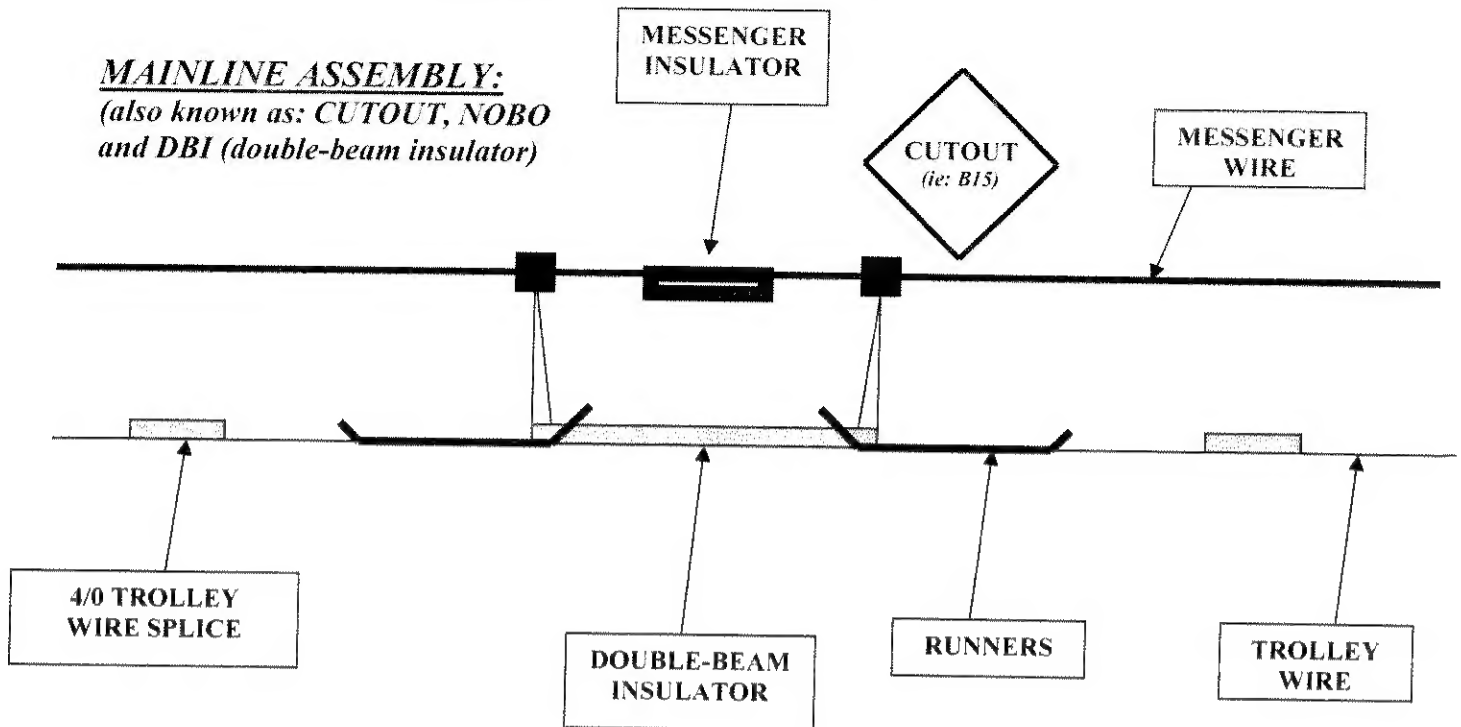 MAINLINE ASSEMBLY:
(also known as: CUTOUT, NOBO
and DBI (double-beam insulator)
MESSENGER
INSULATOR
CUTOUT
(ie: B15)
MESSENGER
WIRE
4/0 TROLLEY
WIRE SPLICE
DOUBLE-BEAM
INSULATOR
RUNNERS
TROLLEY
WIRE